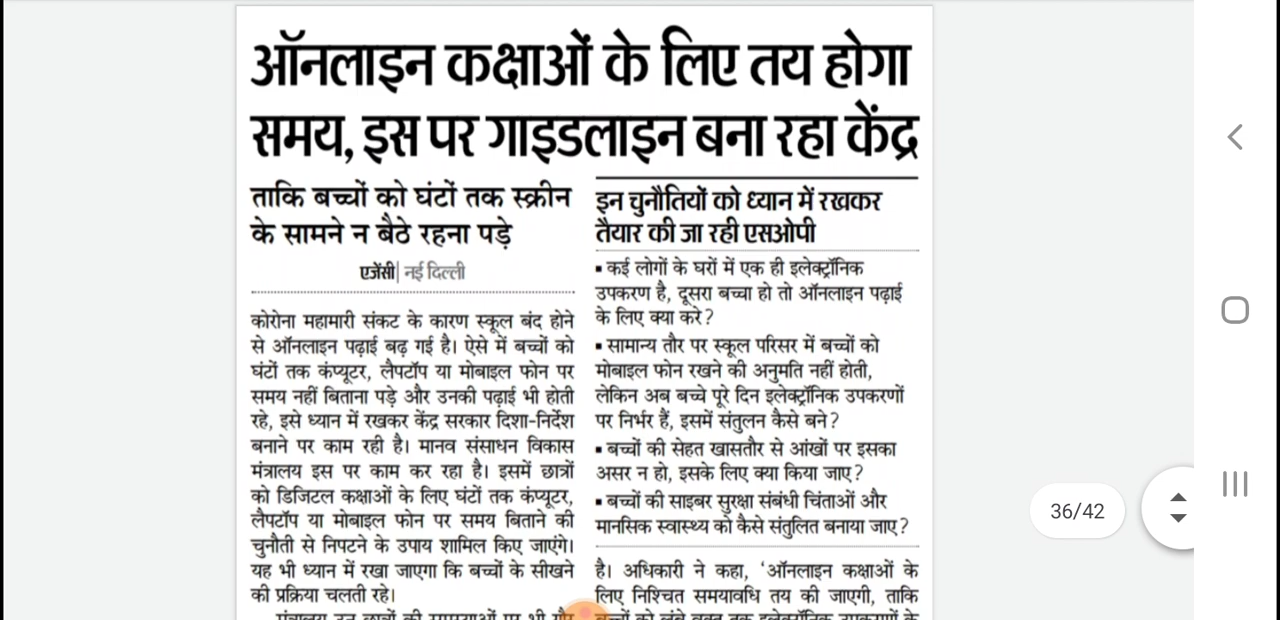 ऑनलाइन कक्षाओं के लिए तय होगा
समय, इस पर गाइडलाइन बना रहा केंद्र
ताकि बच्चों को घंटों तक स्क्रीन
के सामने न बैठे रहना पड़े
एजेंसी| नई दिल्ली
कोरोना महामारी संकट के कारण स्कूल बंद होने
से ऑनलाइन पढ़ाई बढ़ गई है। ऐसे में बच्चों को
घंटों तक कंप्यूटर, लैपटॉप या मोबाइल फोन पर
समय नहीं बिताना पड़े और उनकी पढ़ाई भी होती
रहे, इसे ध्यान में रखकर केंद्र सरकार दिशा-निर्देश
बनाने पर काम रही है। मानव संसाधन विकास
मंत्रालय इस पर काम कर रहा है। इसमें छात्रों
को डिजिटल कक्षाओं के लिए घंटों तक कंप्यूटर,
लैपटॉप या मोबाइल फोन पर समय बिताने की
चुनौती से निपटने के उपाय शामिल किए जाएंगे।
यह भी ध्यान में रखा जाएगा कि बच्चों के सीखने
की प्रक्रिया चलती रहे।
इन चुनौतियों को ध्यान में रखकर
तैयार की जा रही एसओपी
▪ कई लोगों के घरों में एक ही इलेक्ट्रॉनिक
उपकरण है, दूसरा बच्चा हो तो ऑनलाइन पढ़ाई
के लिए क्या करे?
▪ सामान्य तौर पर स्कूल परिसर में बच्चों को
मोबाइल फोन रखने की अनुमति नहीं होती,
लेकिन अब बच्चे पूरे दिन इलेक्ट्रॉनिक उपकरणों
पर निर्भर हैं, इसमें संतुलन कैसे बने?
▪ बच्चों की सेहत खासतौर से आंखों पर इसका
असर न हो, इसके लिए क्या किया जाए?
▪ बच्चों की साइबर सुरक्षा संबंधी चिंताओं और
मानसिक स्वास्थ्य को कैसे संतुलित बनाया जाए?
है। अधिकारी ने कहा, 'ऑनलाइन कक्षाओं के
लिए निश्चित समयावधि तय की जाएगी, ताकि
36/42